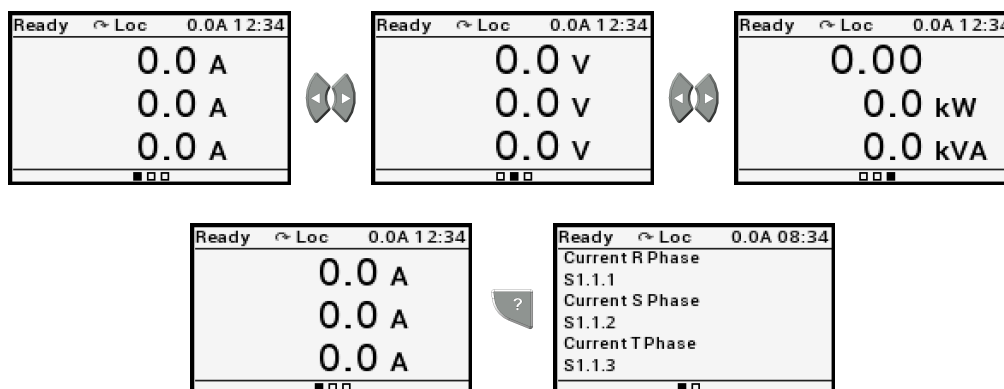 Ready Loc 0.0A 12:34
0.0 A
0.0 A
0.0 A
Ready Loc 0.0A 12:34
0.0 V
0.0 V
0.0 V
Ready Loc 0.0A 12:34
0.00
0.0 kW
0.0 kVA
Ready Loc 0.0A 12:34
0.0 A
0.0 A
0.0 A
?
Ready Loc 0.0A 08:34
Current R Phase
S1.1.1
Current S Phase
S1.1.2
Current T Phase
S1.1.3